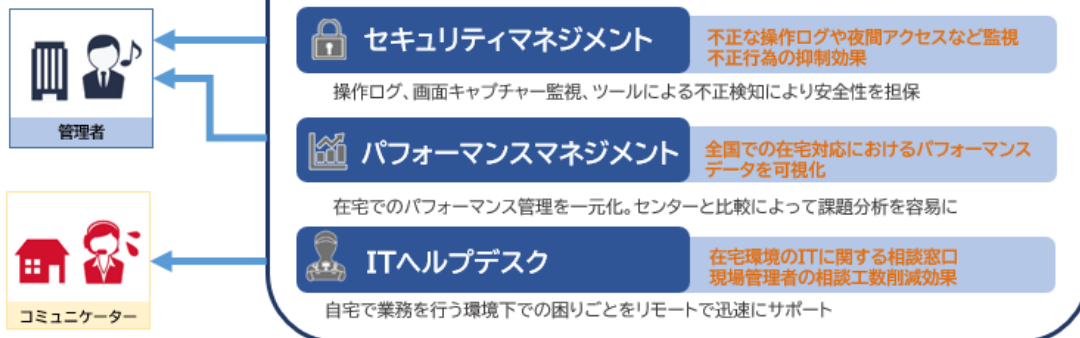 管理者
コミュニケーター
セキュリティマネジメント
不正な操作ログや夜間アクセスなど監視
不正行為の抑制効果
操作ログ、画面キャプチャー監視、ツールによる不正検知により安全性を担保
パフォーマンスマネジメント
全国での在宅対応におけるパフォーマンス
データを可視化
在宅でのパフォーマンス管理を一元化。センターと比較によって課題分析を容易に
ITヘルプデスク
在宅環境のITに関する相談窓口
現場管理者の相談工数削減効果
自宅で業務を行う環境下での困りごとをリモートで迅速にサポート